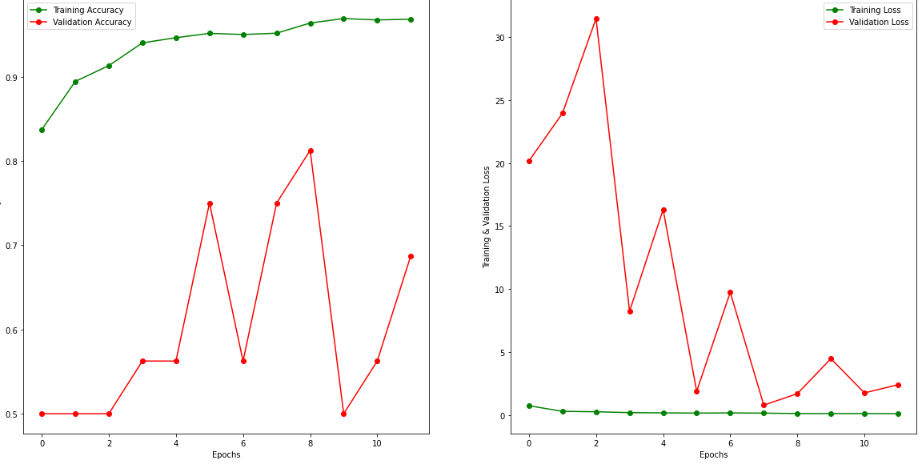 Training Accuracy
Validation Accuracy
0.9
0.8
0.7
0.6
0.5
0 2 4 6 8 10
Epochs
Training Loss
Validation Loss
Training & Validation Loss
30
25
20
15
10
5
0
0 2 4 6 8 10
Epochs